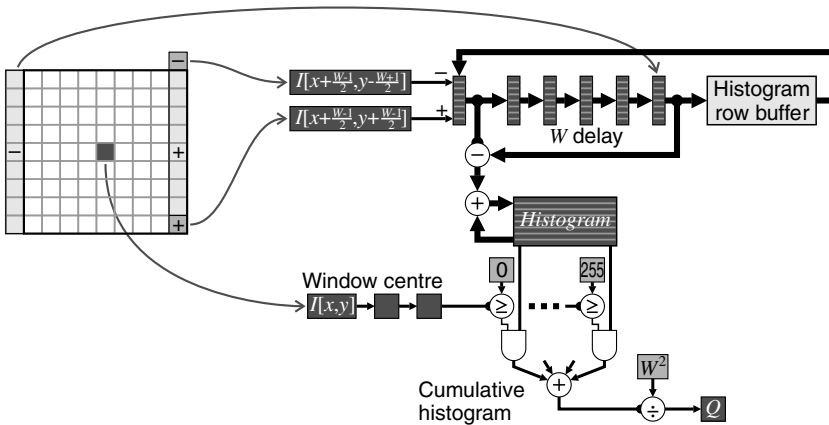 −
−
+
+
I[x+W-1/2,y-W+1/2]
I[x+W-1/2,y+W-1/2]
−
+
W delay
Histogram
row buffer
−
+
Histogram
Window centre
0
255
I[x,y]
≥
≥
Cumulative
histogram
+
W²
÷
Q